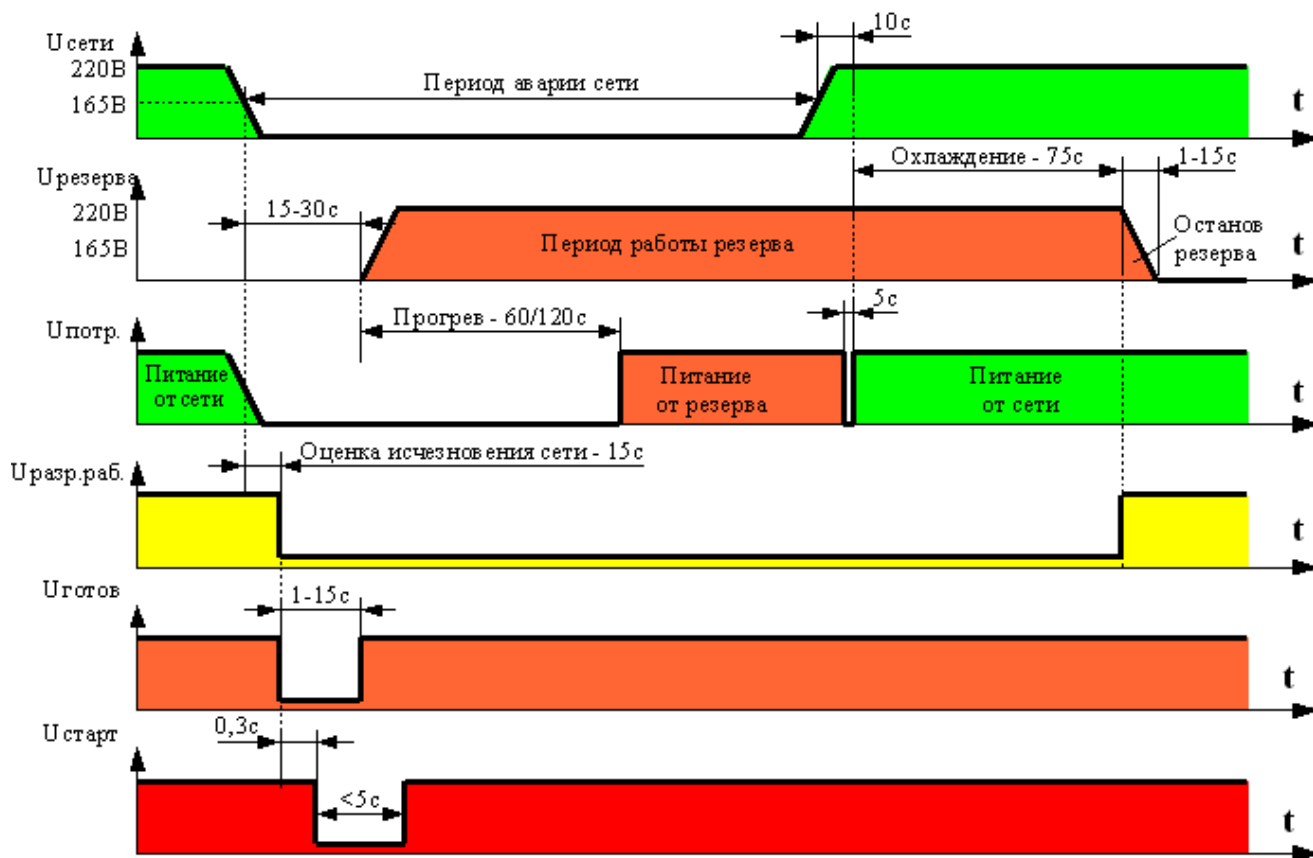 10с
Uсети
220В
Период аварии сети
165В
t
Охлаждение - 75с
1-15с
Uрезерва
15-30с
220В
Период работы резерва
Останов
резерва
165В
t
5с
Прогрев - 60/120с
Uпотр.
Питание
от сети
Питание
от резерва
Питание
от сети
t
Оценка исчезновения сети - 15с
Uразр.раб.
t
Uготов
1-15с
t
Uстарт
0,3с
<5с
t